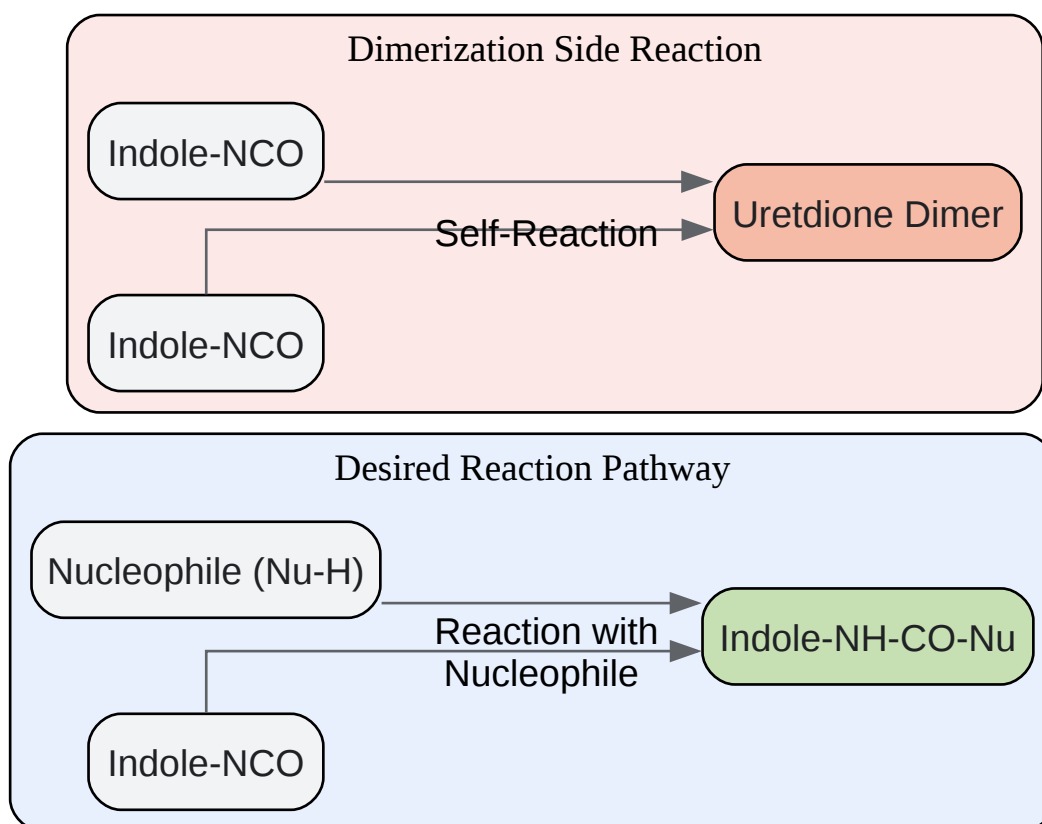 Dimerization Side Reaction
Indole-NCO
Uretdione Dimer
Self-Reaction
Indole-NCO
Desired Reaction Pathway
Nucleophile (Nu-H)
Reaction with
Nucleophile
Indole-NH-CO-Nu
Indole-NCO